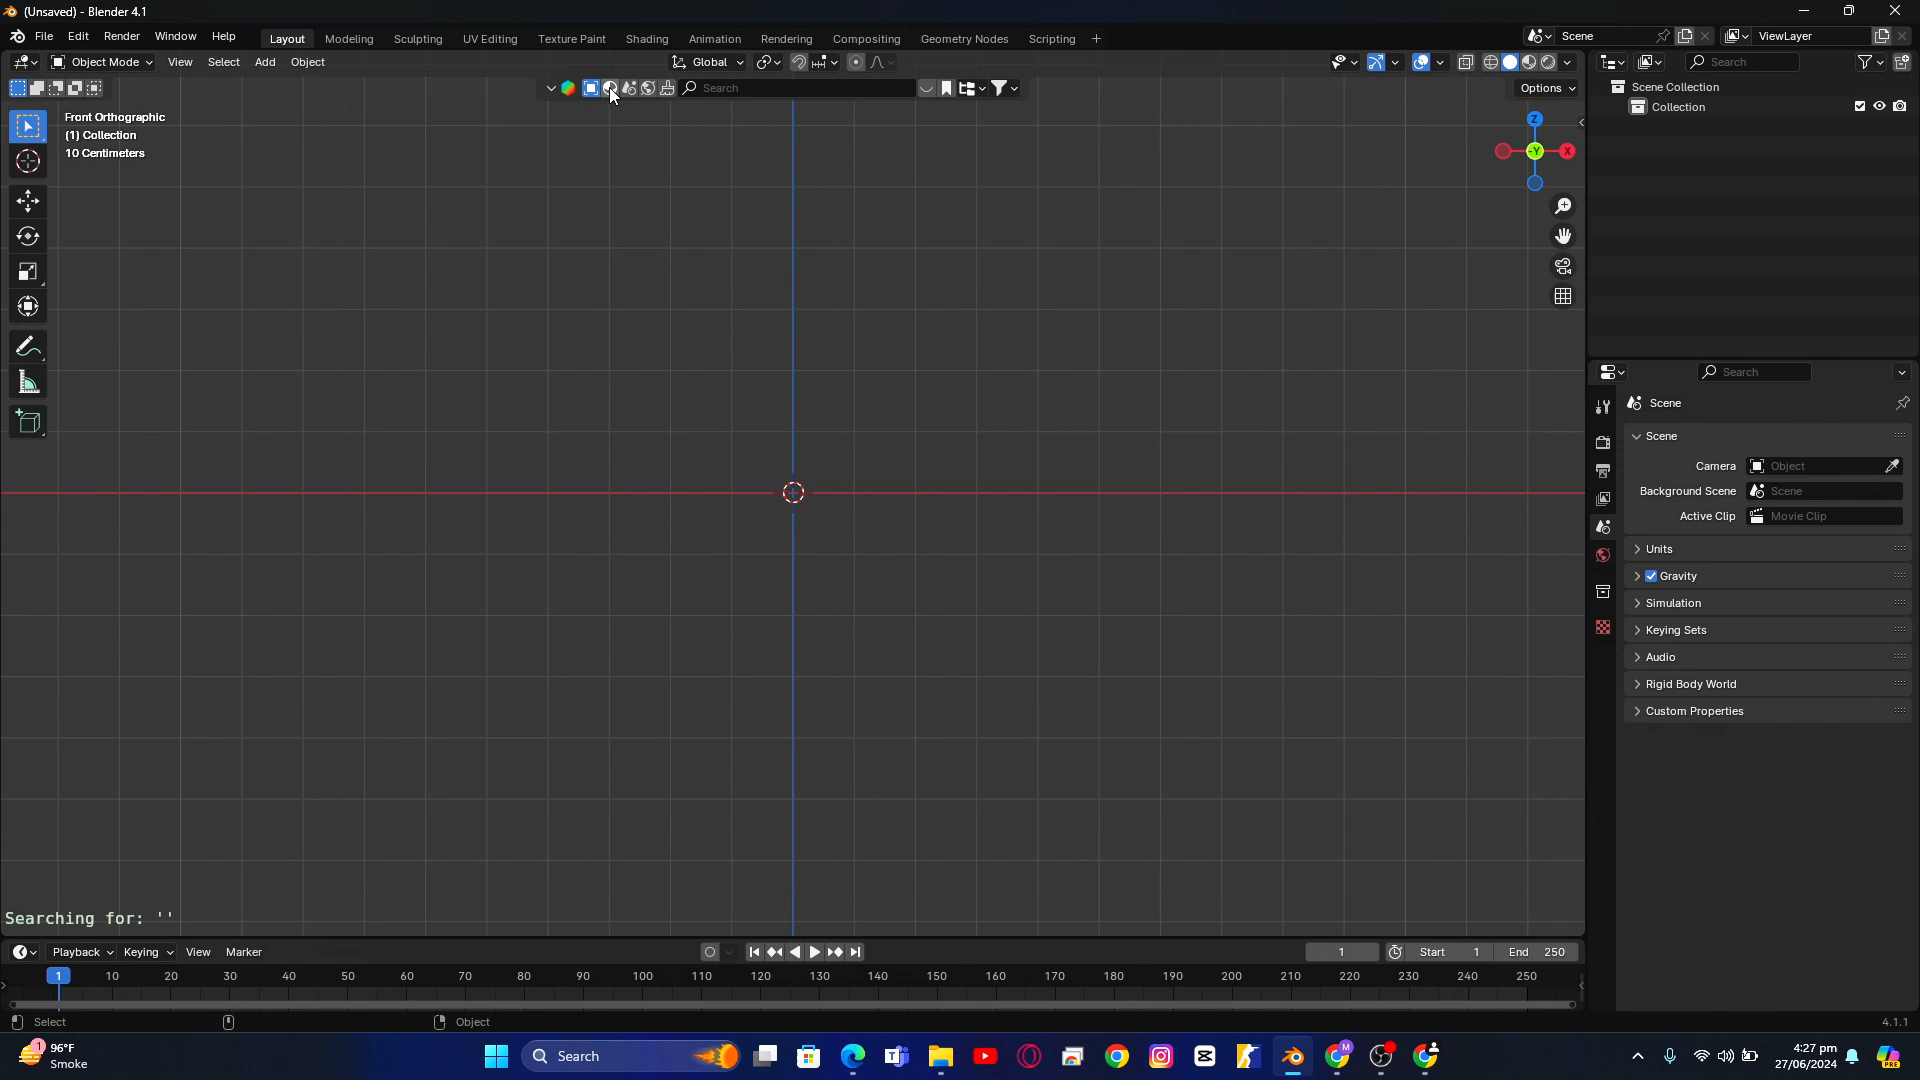 (Unsaved) - Blender 4.1
File Edit Render Window Help Layout Modeling Sculpting UV Editing Texture Paint Shading Animation Rendering Compositing Geometry Nodes Scripting + Scene ViewLayer
Object Mode View Select Add Object Global Search
Search Options
Scene Collection
Collection
Front Orthographic
(1) Collection
10 Centimeters
Z
-Y X
Search
Scene
Scene
Camera Object
Background Scene Scene
Active Clip Movie Clip
Units
Gravity
Simulation
Keying Sets
Audio
Rigid Body World
Custom Properties
Searching for: ''
Playback Keying View Marker 1 Start 1 End 250
1 10 20 30 40 50 60 70 80 90 100 110 120 130 140 150 160 170 180 190 200 210 220 230 240 250
Select Object 4.1.1
1 96°F
Smoke
Search
M
4:27 pm
27/06/2024
PRE